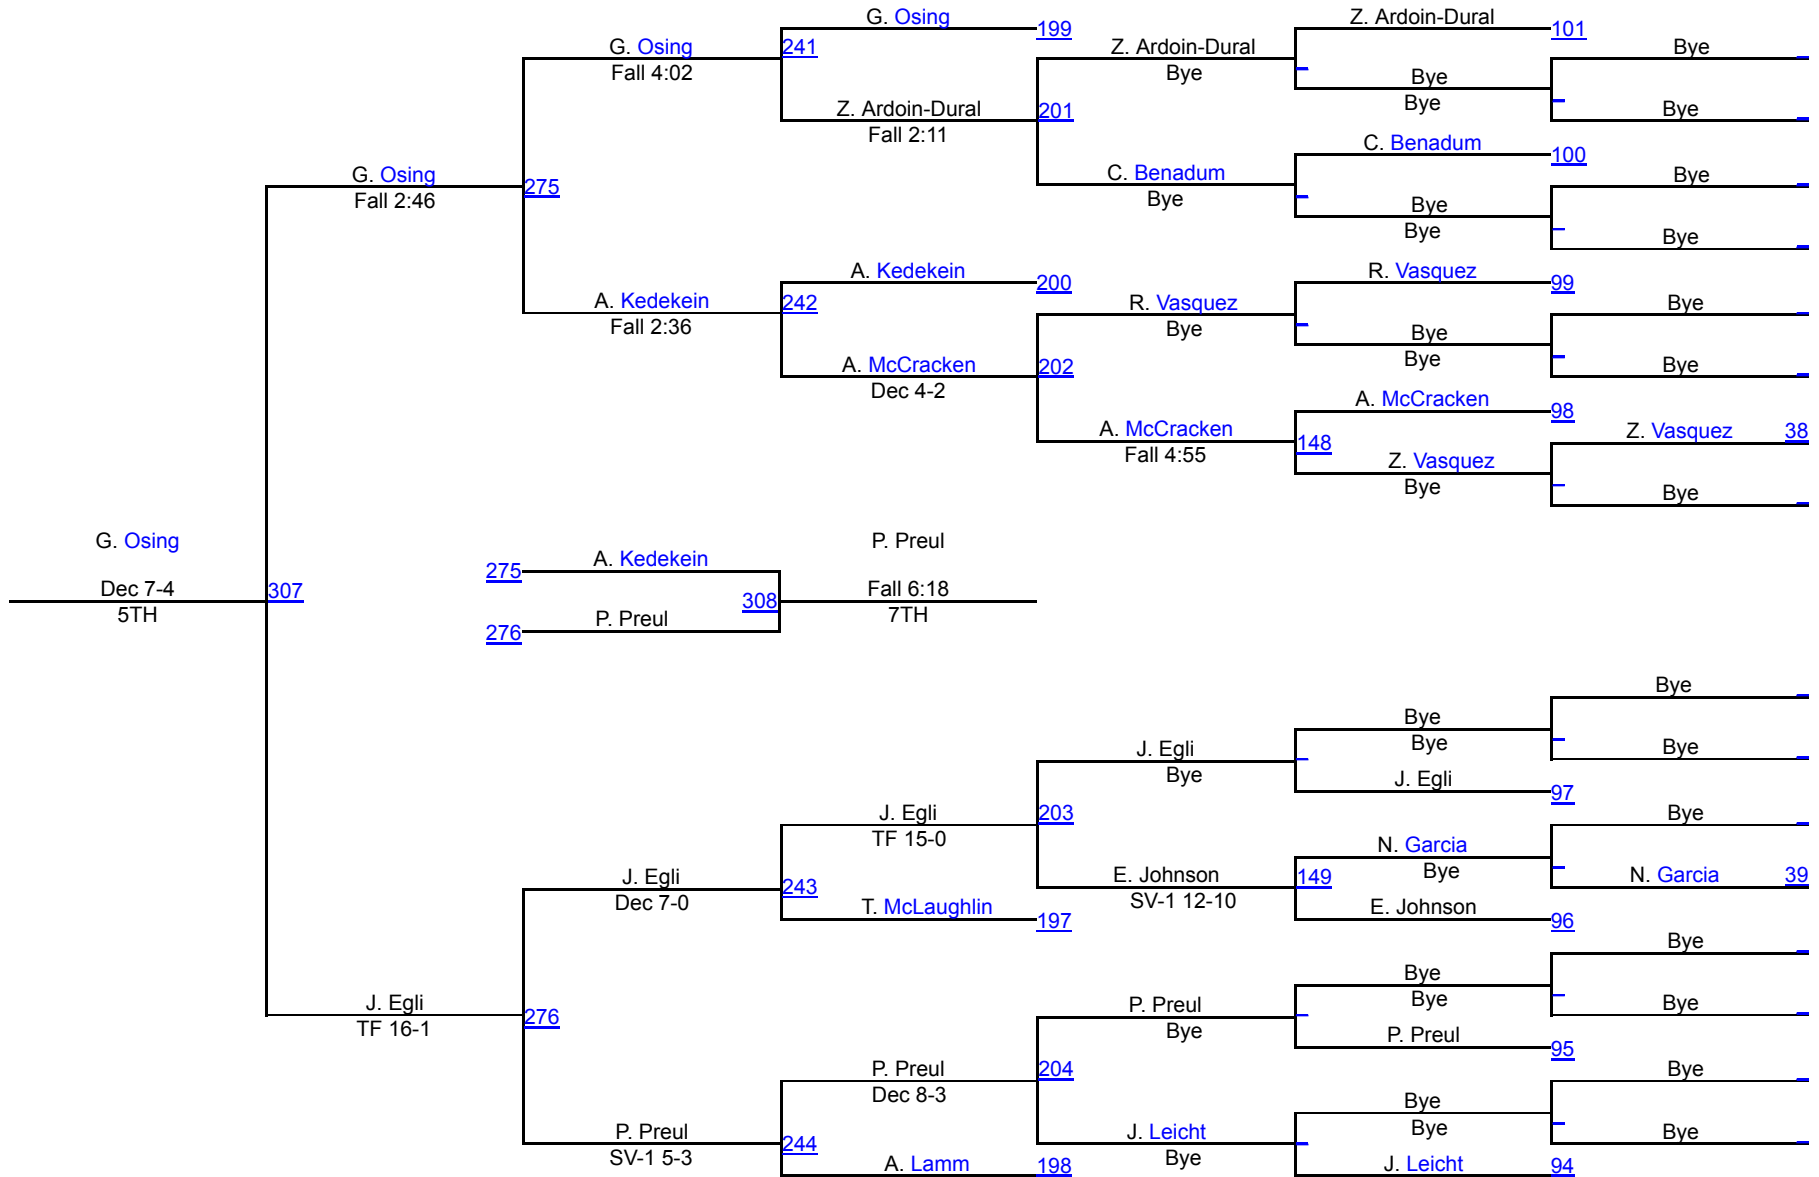 G. Osing
199
Z. Ardoin-Dural
101
G. Osing
241
Fall 4:02
Z. Ardoin-Dural
Bye
Bye
Bye
Bye
Z. Ardoin-Dural
201
Fall 2:11
Bye
C. Benadum
100
G. Osing
275
Fall 2:46
C. Benadum
Bye
Bye
Bye
Bye
Bye
A. Kedekein
200
R. Vasquez
99
A. Kedekein
242
Fall 2:36
R. Vasquez
Bye
Bye
Bye
Bye
A. McCracken
202
Dec 4-2
Bye
A. McCracken
98
A. McCracken
148
Fall 4:55
Z. Vasquez
38
Z. Vasquez
Bye
Bye
G. Osing
Dec 7-4
307
5TH
275
A. Kedekein
P. Preul
308
Fall 6:18
7TH
276
P. Preul
Bye
Bye
Bye
J. Egli
Bye
Bye
J. Egli
97
J. Egli
203
TF 15-0
Bye
N. Garcia
Bye
J. Egli
243
Dec 7-0
E. Johnson
149
SV-1 12-10
N. Garcia
39
T. McLaughlin
197
E. Johnson
96
Bye
Bye
Bye
J. Egli
276
TF 16-1
P. Preul
Bye
Bye
P. Preul
95
P. Preul
204
Dec 8-3
Bye
Bye
Bye
P. Preul
244
SV-1 5-3
J. Leicht
Bye
Bye
A. Lamm
198
J. Leicht
94